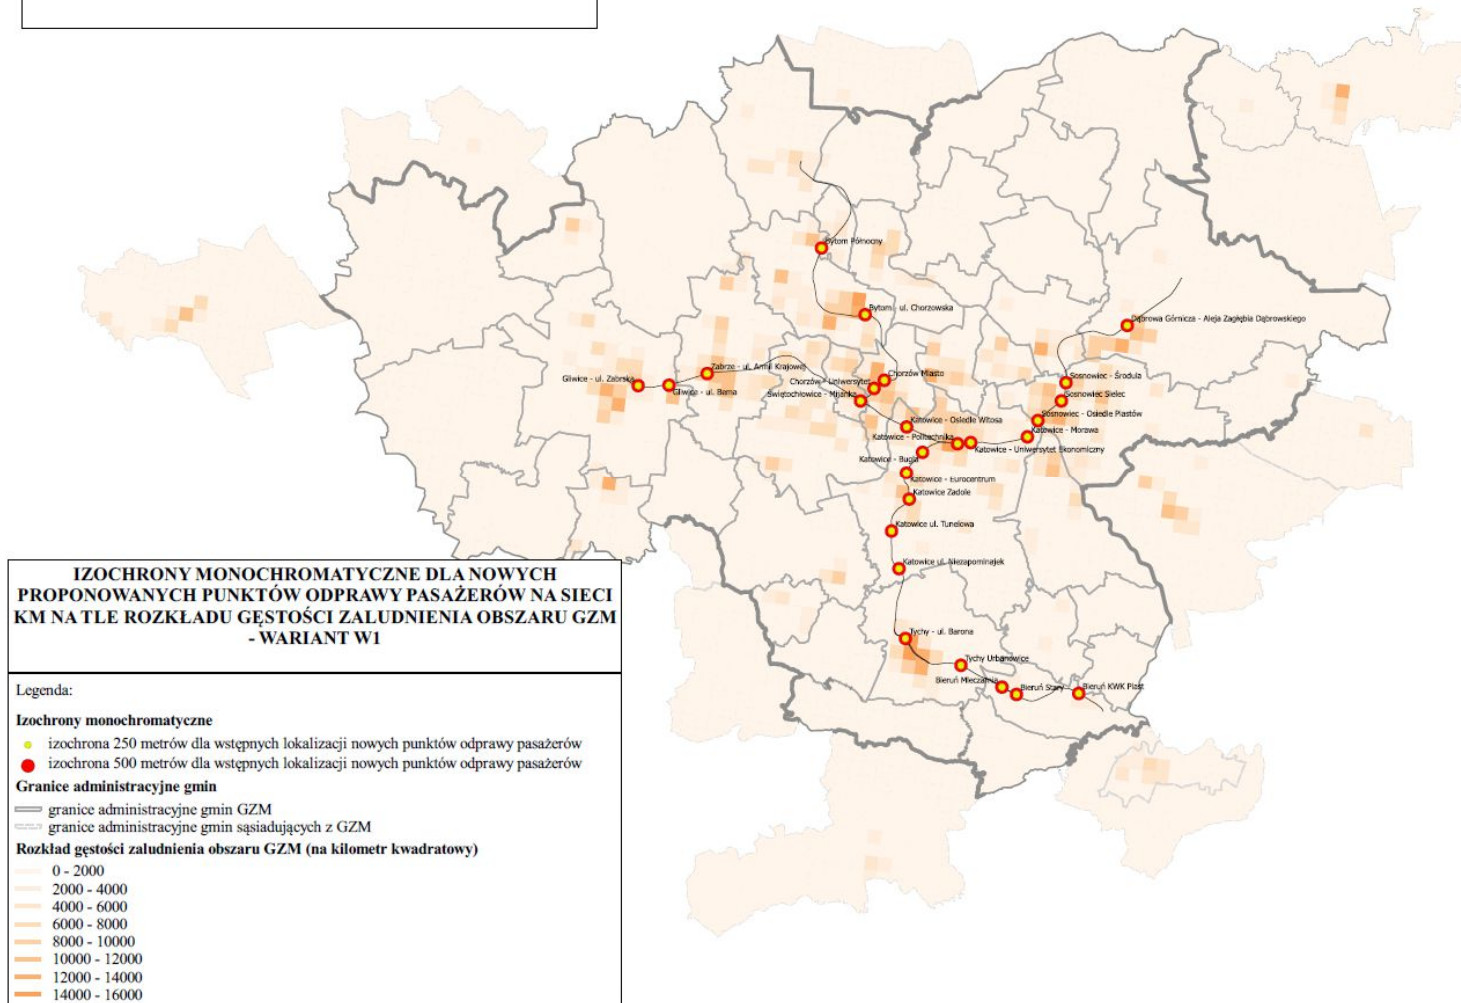 Bytom Północny
Bytom - ul. Chorzowska
Dąbrowa Górnicza - Aleja Zagłębia Dąbrowskiego
Zabrze - ul. Armii Krajowej
Gliwice - ul. Zabrska
Gliwice - ul. Bema
Chorzów Miasto
Chorzów - Uniwersytet
Świętochłowice - Mijanka
Sosnowiec - Środula
Sosnowiec Sielec
Sosnowiec - Osiedle Piastów
Katowice - Osiedle Witosa
Katowice - Morawa
Katowice - Politechnika
Katowice - Uniwersytet Ekonomiczny
Katowice - Bugla
Katowice - Eurocentrum
Katowice Zadole
Katowice ul. Tunelowa
Katowice ul. Niezapominajek
Tychy - ul. Barona
Tychy Urbanowice
Bieruń Mleczarnia
Bieruń Stary
Bieruń KWK Piast
IZOCHRONY MONOCHROMATYCZNE DLA NOWYCH
PROPONOWANYCH PUNKTÓW ODPRAWY PASAŻERÓW NA SIECI
KM NA TLE ROZKŁADU GĘSTOŚCI ZALUDNIENIA OBSZARU GZM
- WARIANT W1
Legenda:
Izochrony monochromatyczne
izochrona 250 metrów dla wstępnych lokalizacji nowych punktów odprawy pasażerów
izochrona 500 metrów dla wstępnych lokalizacji nowych punktów odprawy pasażerów
Granice administracyjne gmin
granice administracyjne gmin GZM
granice administracyjne gmin sąsiadujących z GZM
Rozkład gęstości zaludnienia obszaru GZM (na kilometr kwadratowy)
0 - 2000
2000 - 4000
4000 - 6000
6000 - 8000
8000 - 10000
10000 - 12000
12000 - 14000
14000 - 16000